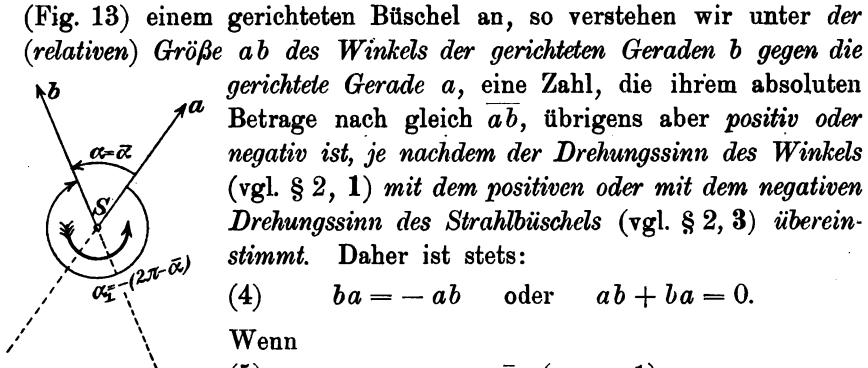 (Fig. 13) einem gerichteten Büschel an, so verstehen wir unter der
(relativen) Größe ab des Winkels der gerichteten Geraden b gegen die
gerichtete Gerade a, eine Zahl, die ihrem absoluten
Betrage nach gleich \overline{ab}, übrigens aber positiv oder
negativ ist, je nachdem der Drehungssinn des Winkels
(vgl. § 2, 1) mit dem positiven oder mit dem negativen
Drehungssinn des Strahlbüschels (vgl. § 2, 3) überein-
stimmt. Daher ist stets:
(4) ba = − ab oder ab + ba = 0.
Wenn
b
a
α=ᾱ
S
α₁=−(2π−ᾱ)